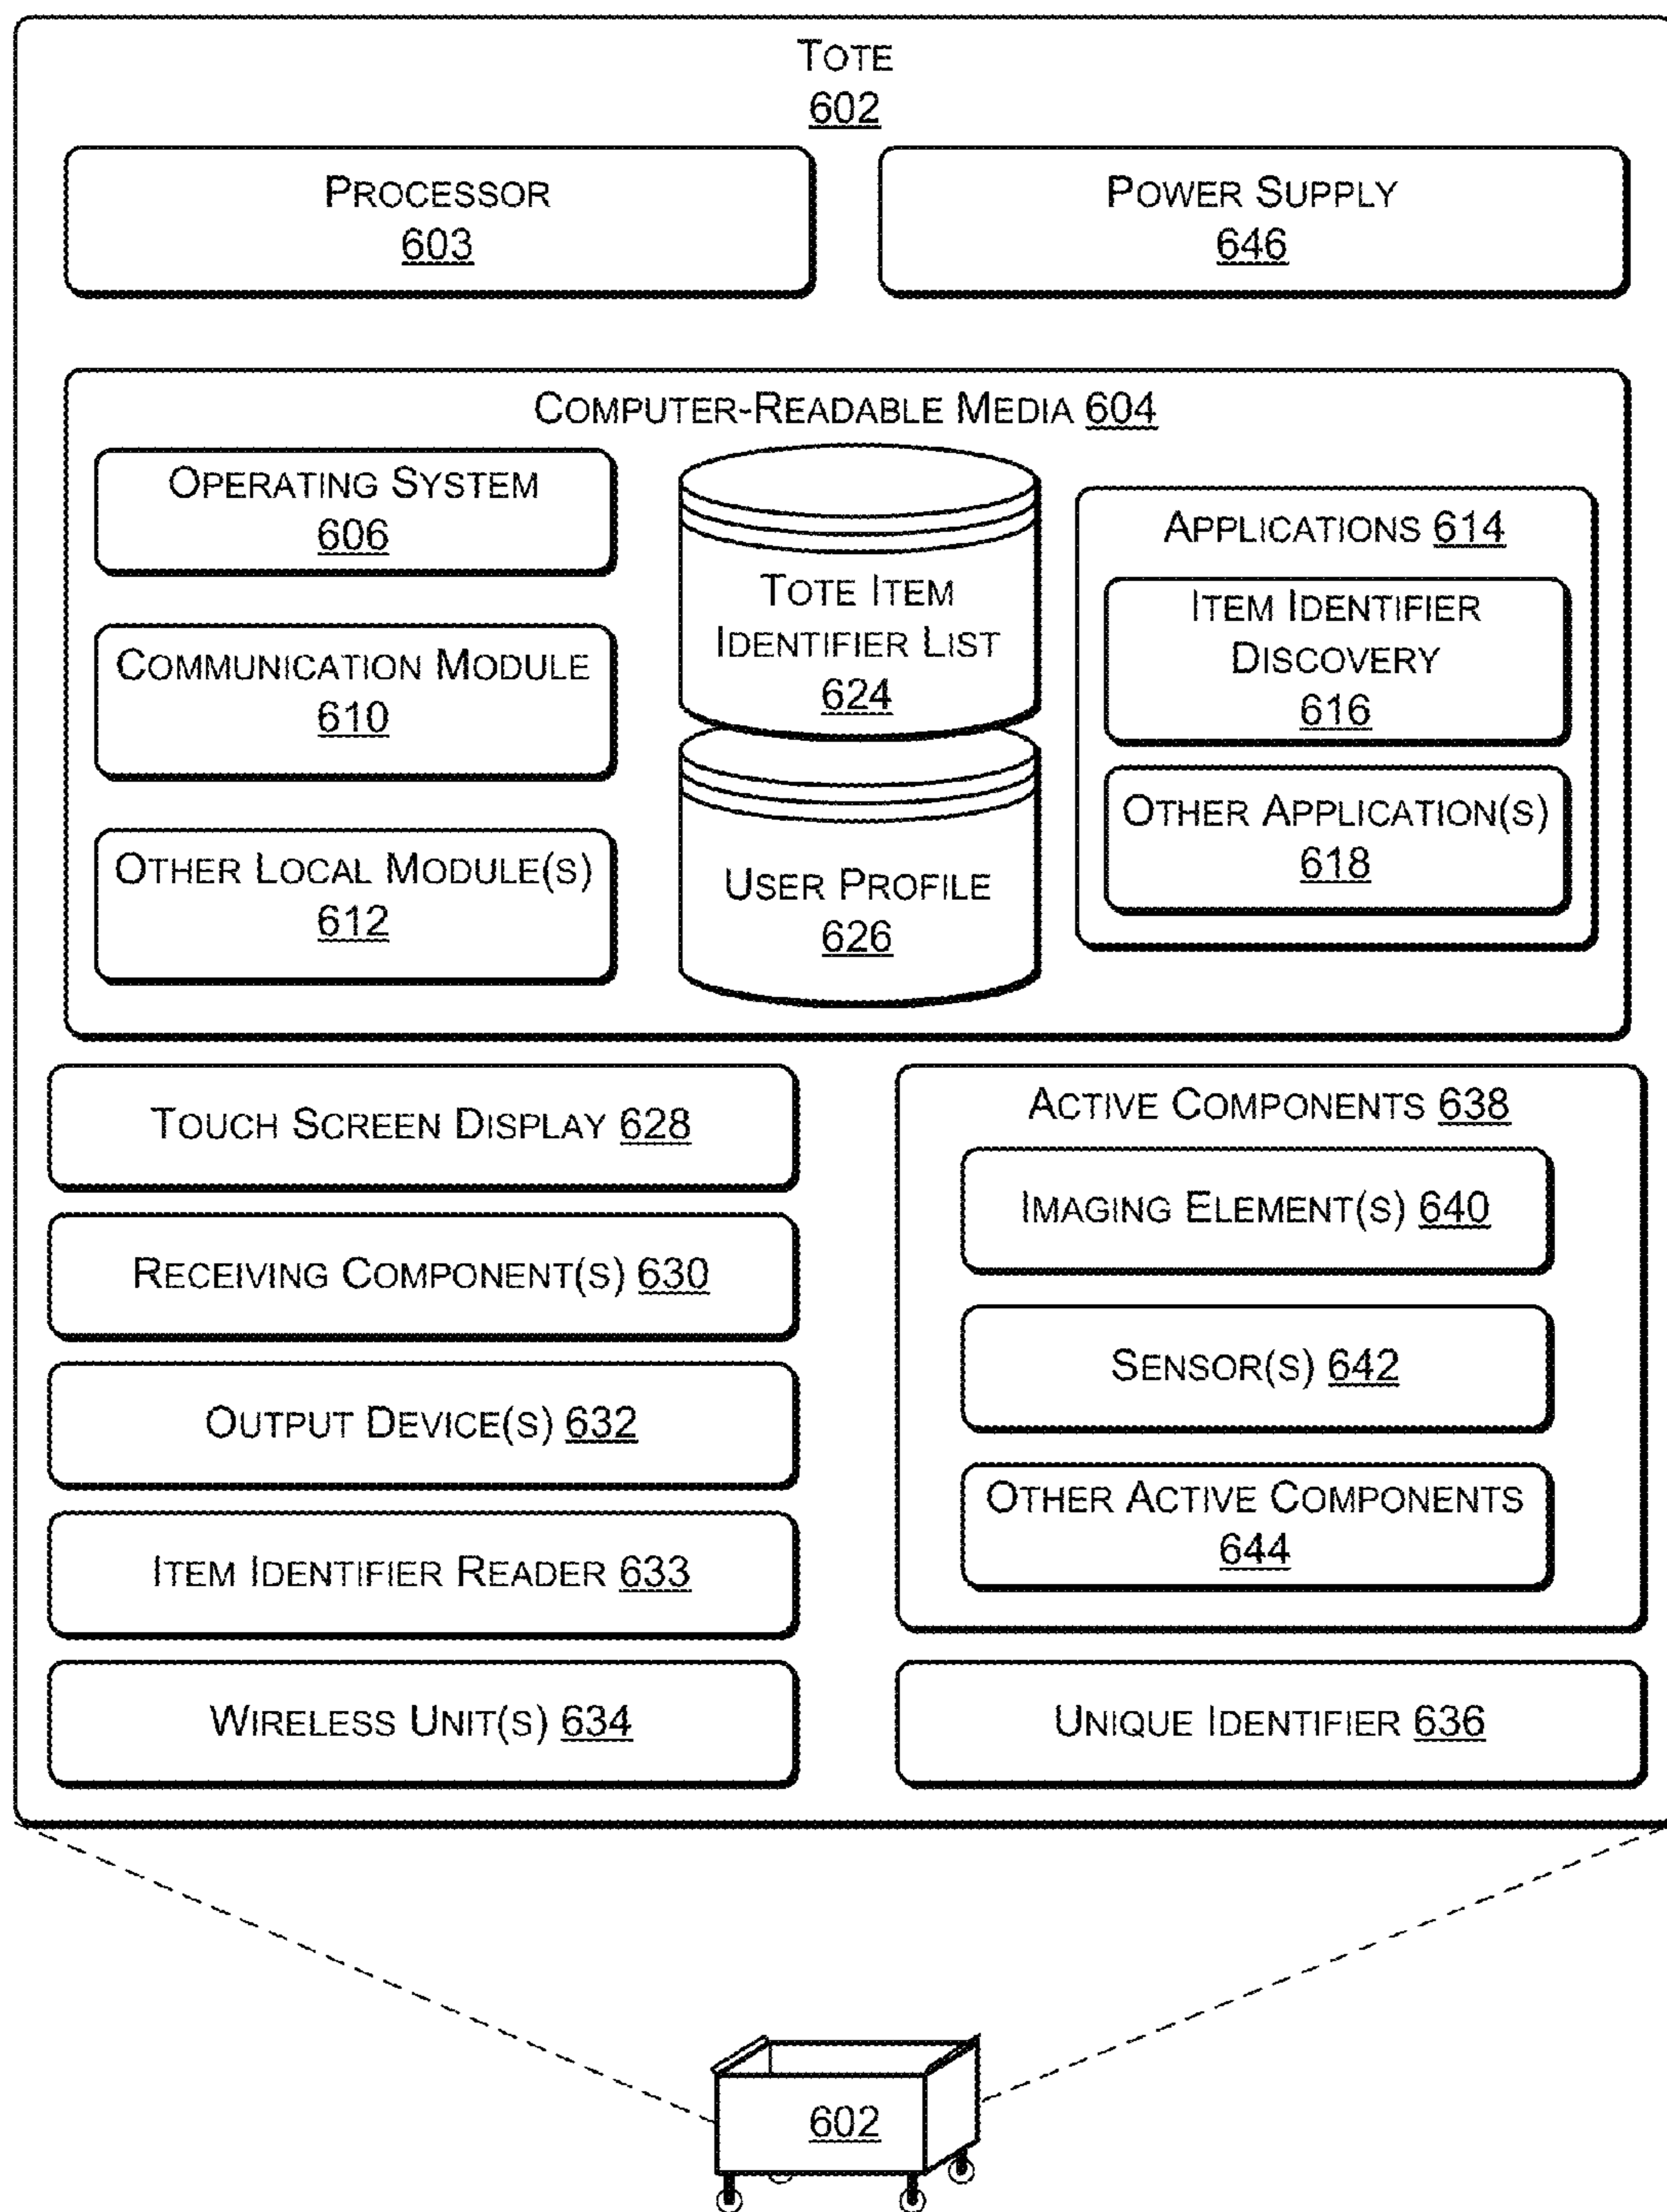 TOTE
602
PROCESSOR
603
POWER SUPPLY
646
COMPUTER-READABLE MEDIA 604
OPERATING SYSTEM
606
COMMUNICATION MODULE
610
OTHER LOCAL MODULE(S)
612
TOTE ITEM
IDENTIFIER LIST
624
USER PROFILE
626
APPLICATIONS 614
ITEM IDENTIFIER
DISCOVERY
616
OTHER APPLICATION(S)
618
TOUCH SCREEN DISPLAY 628
RECEIVING COMPONENT(S) 630
OUTPUT DEVICE(S) 632
ITEM IDENTIFIER READER 633
WIRELESS UNIT(S) 634
ACTIVE COMPONENTS 638
IMAGING ELEMENT(S) 640
SENSOR(S) 642
OTHER ACTIVE COMPONENTS
644
UNIQUE IDENTIFIER 636
602